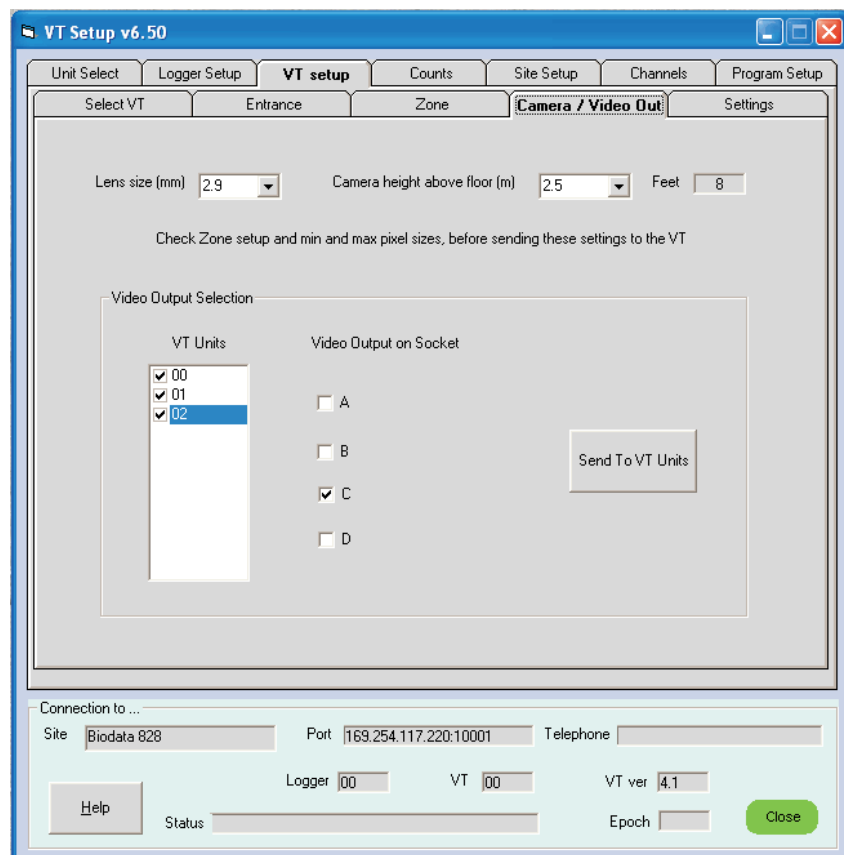 VT Setup v6.50
Unit Select Logger Setup VT setup Counts Site Setup Channels Program Setup
Select VT Entrance Zone Camera / Video Out Settings
Lens size (mm) 2.9 Camera height above floor (m) 2.5 Feet 8
Check Zone setup and min and max pixel sizes, before sending these settings to the VT
Video Output Selection
VT Units Video Output on Socket
00
01
02
A
B
C
D
Send To VT Units
Connection to ...
Site Biodata 828 Port 169.254.117.220:10001 Telephone
Logger 00 VT 00 VT ver 4.1
Help
Status Epoch Close